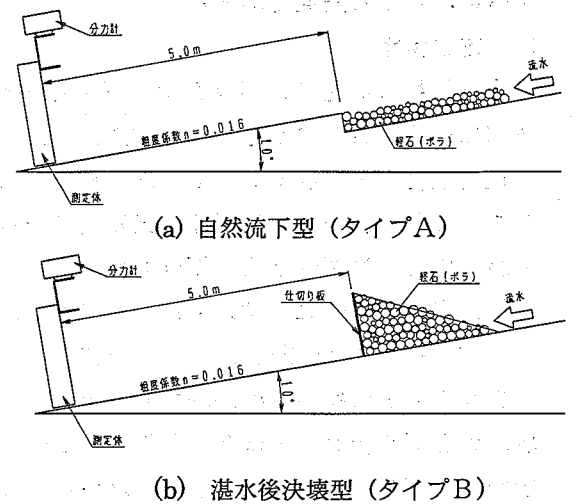 分力計
5.0m
流水
粗度係数n=0.016
10°
軽石(ボラ)
測定体
(a) 自然流下型(タイプA)
分力計
軽石(ボラ)
5.0m
仕切り板
流水
粗度係数n=0.016
10°
測定体
(b) 湛水後決壊型(タイプB)